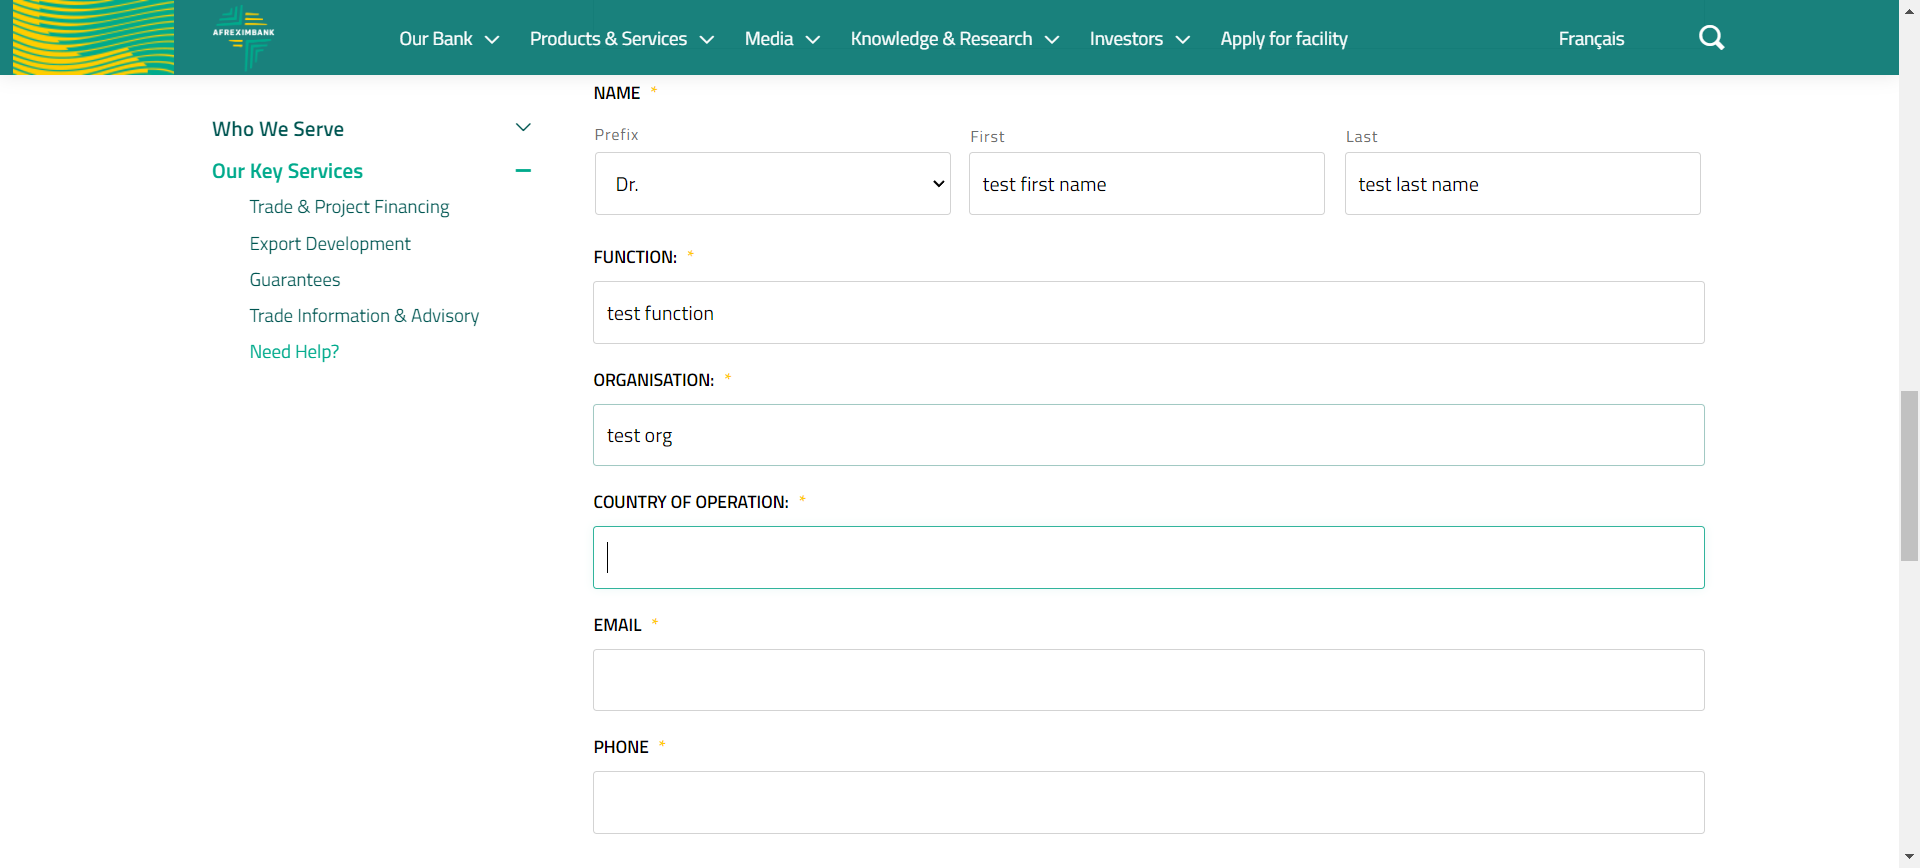 AFREXIMBANK
Our Bank
Products & Services
Media
Knowledge & Research
Investors
Apply for facility
Français
Who We Serve
Our Key Services
Trade & Project Financing
Export Development
Guarantees
Trade Information & Advisory
Need Help?
NAME *
Prefix
First
Last
Dr.
test first name
test last name
FUNCTION: *
test function
ORGANISATION: *
test org
COUNTRY OF OPERATION: *
EMAIL *
PHONE *